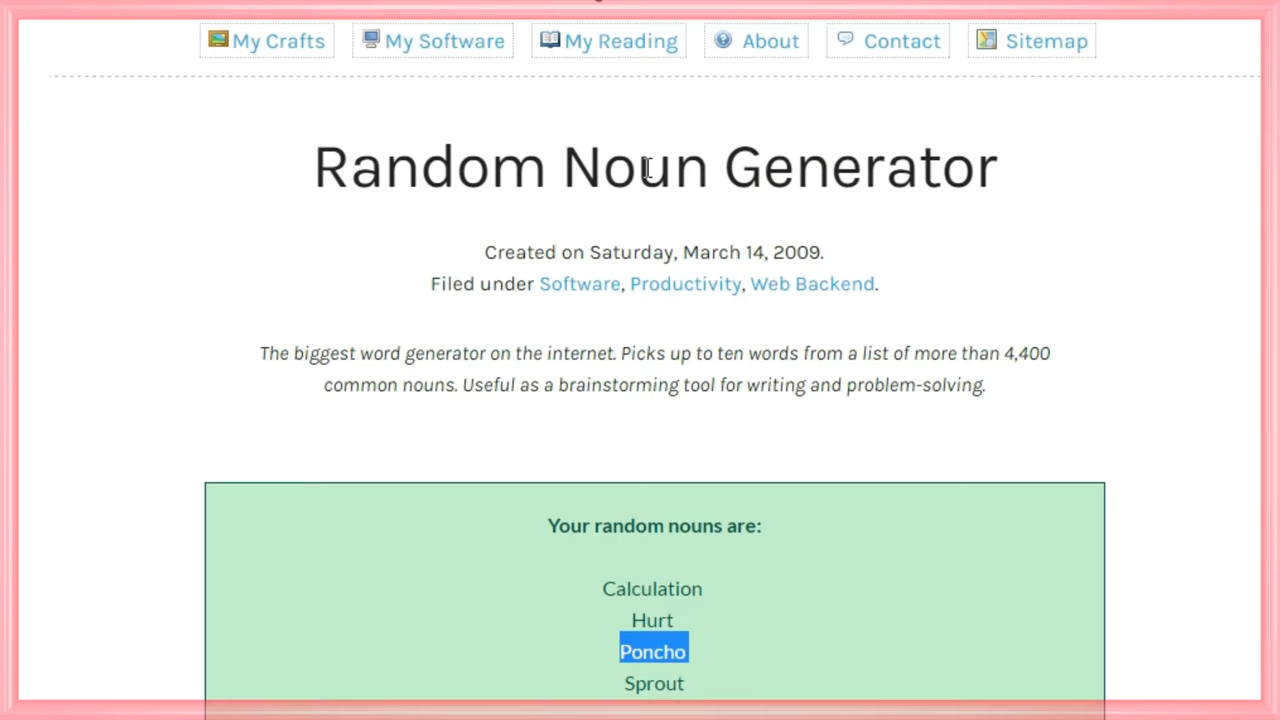 My Crafts My Software My Reading About Contact Sitemap
Random Noun Generator
Created on Saturday, March 14, 2009.
Filed under Software, Productivity, Web Backend.
The biggest word generator on the internet. Picks up to ten words from a list of more than 4,400
common nouns. Useful as a brainstorming tool for writing and problem-solving.
Your random nouns are:
Calculation
Hurt
Poncho
Sprout